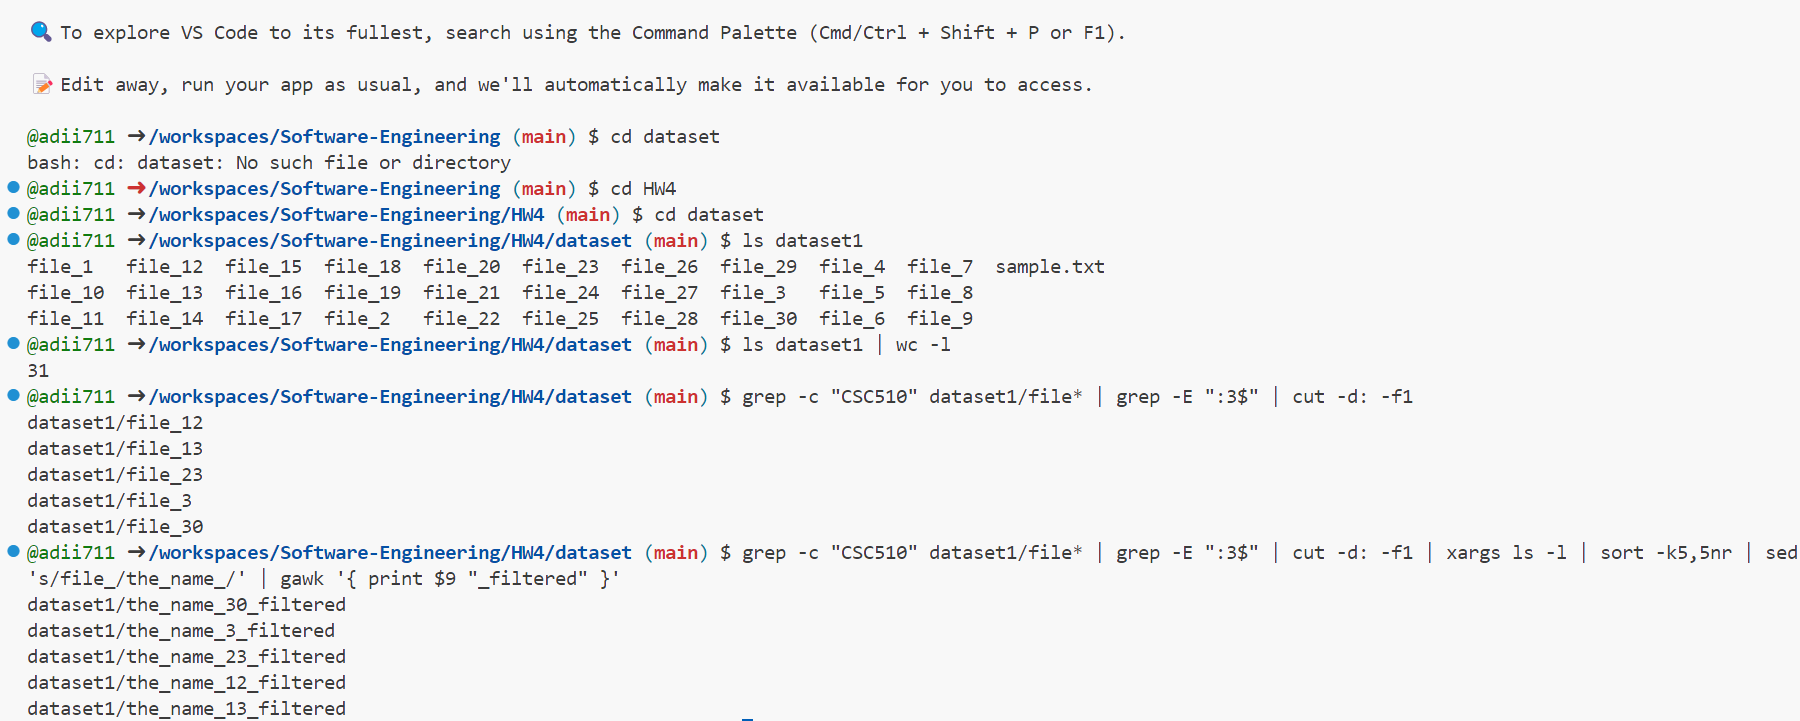 To explore VS Code to its fullest, search using the Command Palette (Cmd/Ctrl + Shift + P or F1).
Edit away, run your app as usual, and we'll automatically make it available for you to access.
@adii711 ➜/workspaces/Software-Engineering (main) $ cd dataset
bash: cd: dataset: No such file or directory
@adii711 ➜/workspaces/Software-Engineering (main) $ cd HW4
@adii711 ➜/workspaces/Software-Engineering/HW4 (main) $ cd dataset
@adii711 ➜/workspaces/Software-Engineering/HW4/dataset (main) $ ls dataset1
file_1   file_12  file_15  file_18  file_20  file_23  file_26  file_29  file_4  file_7  sample.txt
file_10  file_13  file_16  file_19  file_21  file_24  file_27  file_3   file_5  file_8
file_11  file_14  file_17  file_2   file_22  file_25  file_28  file_30  file_6  file_9
@adii711 ➜/workspaces/Software-Engineering/HW4/dataset (main) $ ls dataset1 | wc -l
31
@adii711 ➜/workspaces/Software-Engineering/HW4/dataset (main) $ grep -c "CSC510" dataset1/file* | grep -E ":3$" | cut -d: -f1
dataset1/file_12
dataset1/file_13
dataset1/file_23
dataset1/file_3
dataset1/file_30
@adii711 ➜/workspaces/Software-Engineering/HW4/dataset (main) $ grep -c "CSC510" dataset1/file* | grep -E ":3$" | cut -d: -f1 | xargs ls -l | sort -k5,5nr | sed
's/file_/the_name_/' | gawk '{ print $9 "_filtered" }'
dataset1/the_name_30_filtered
dataset1/the_name_3_filtered
dataset1/the_name_23_filtered
dataset1/the_name_12_filtered
dataset1/the_name_13_filtered